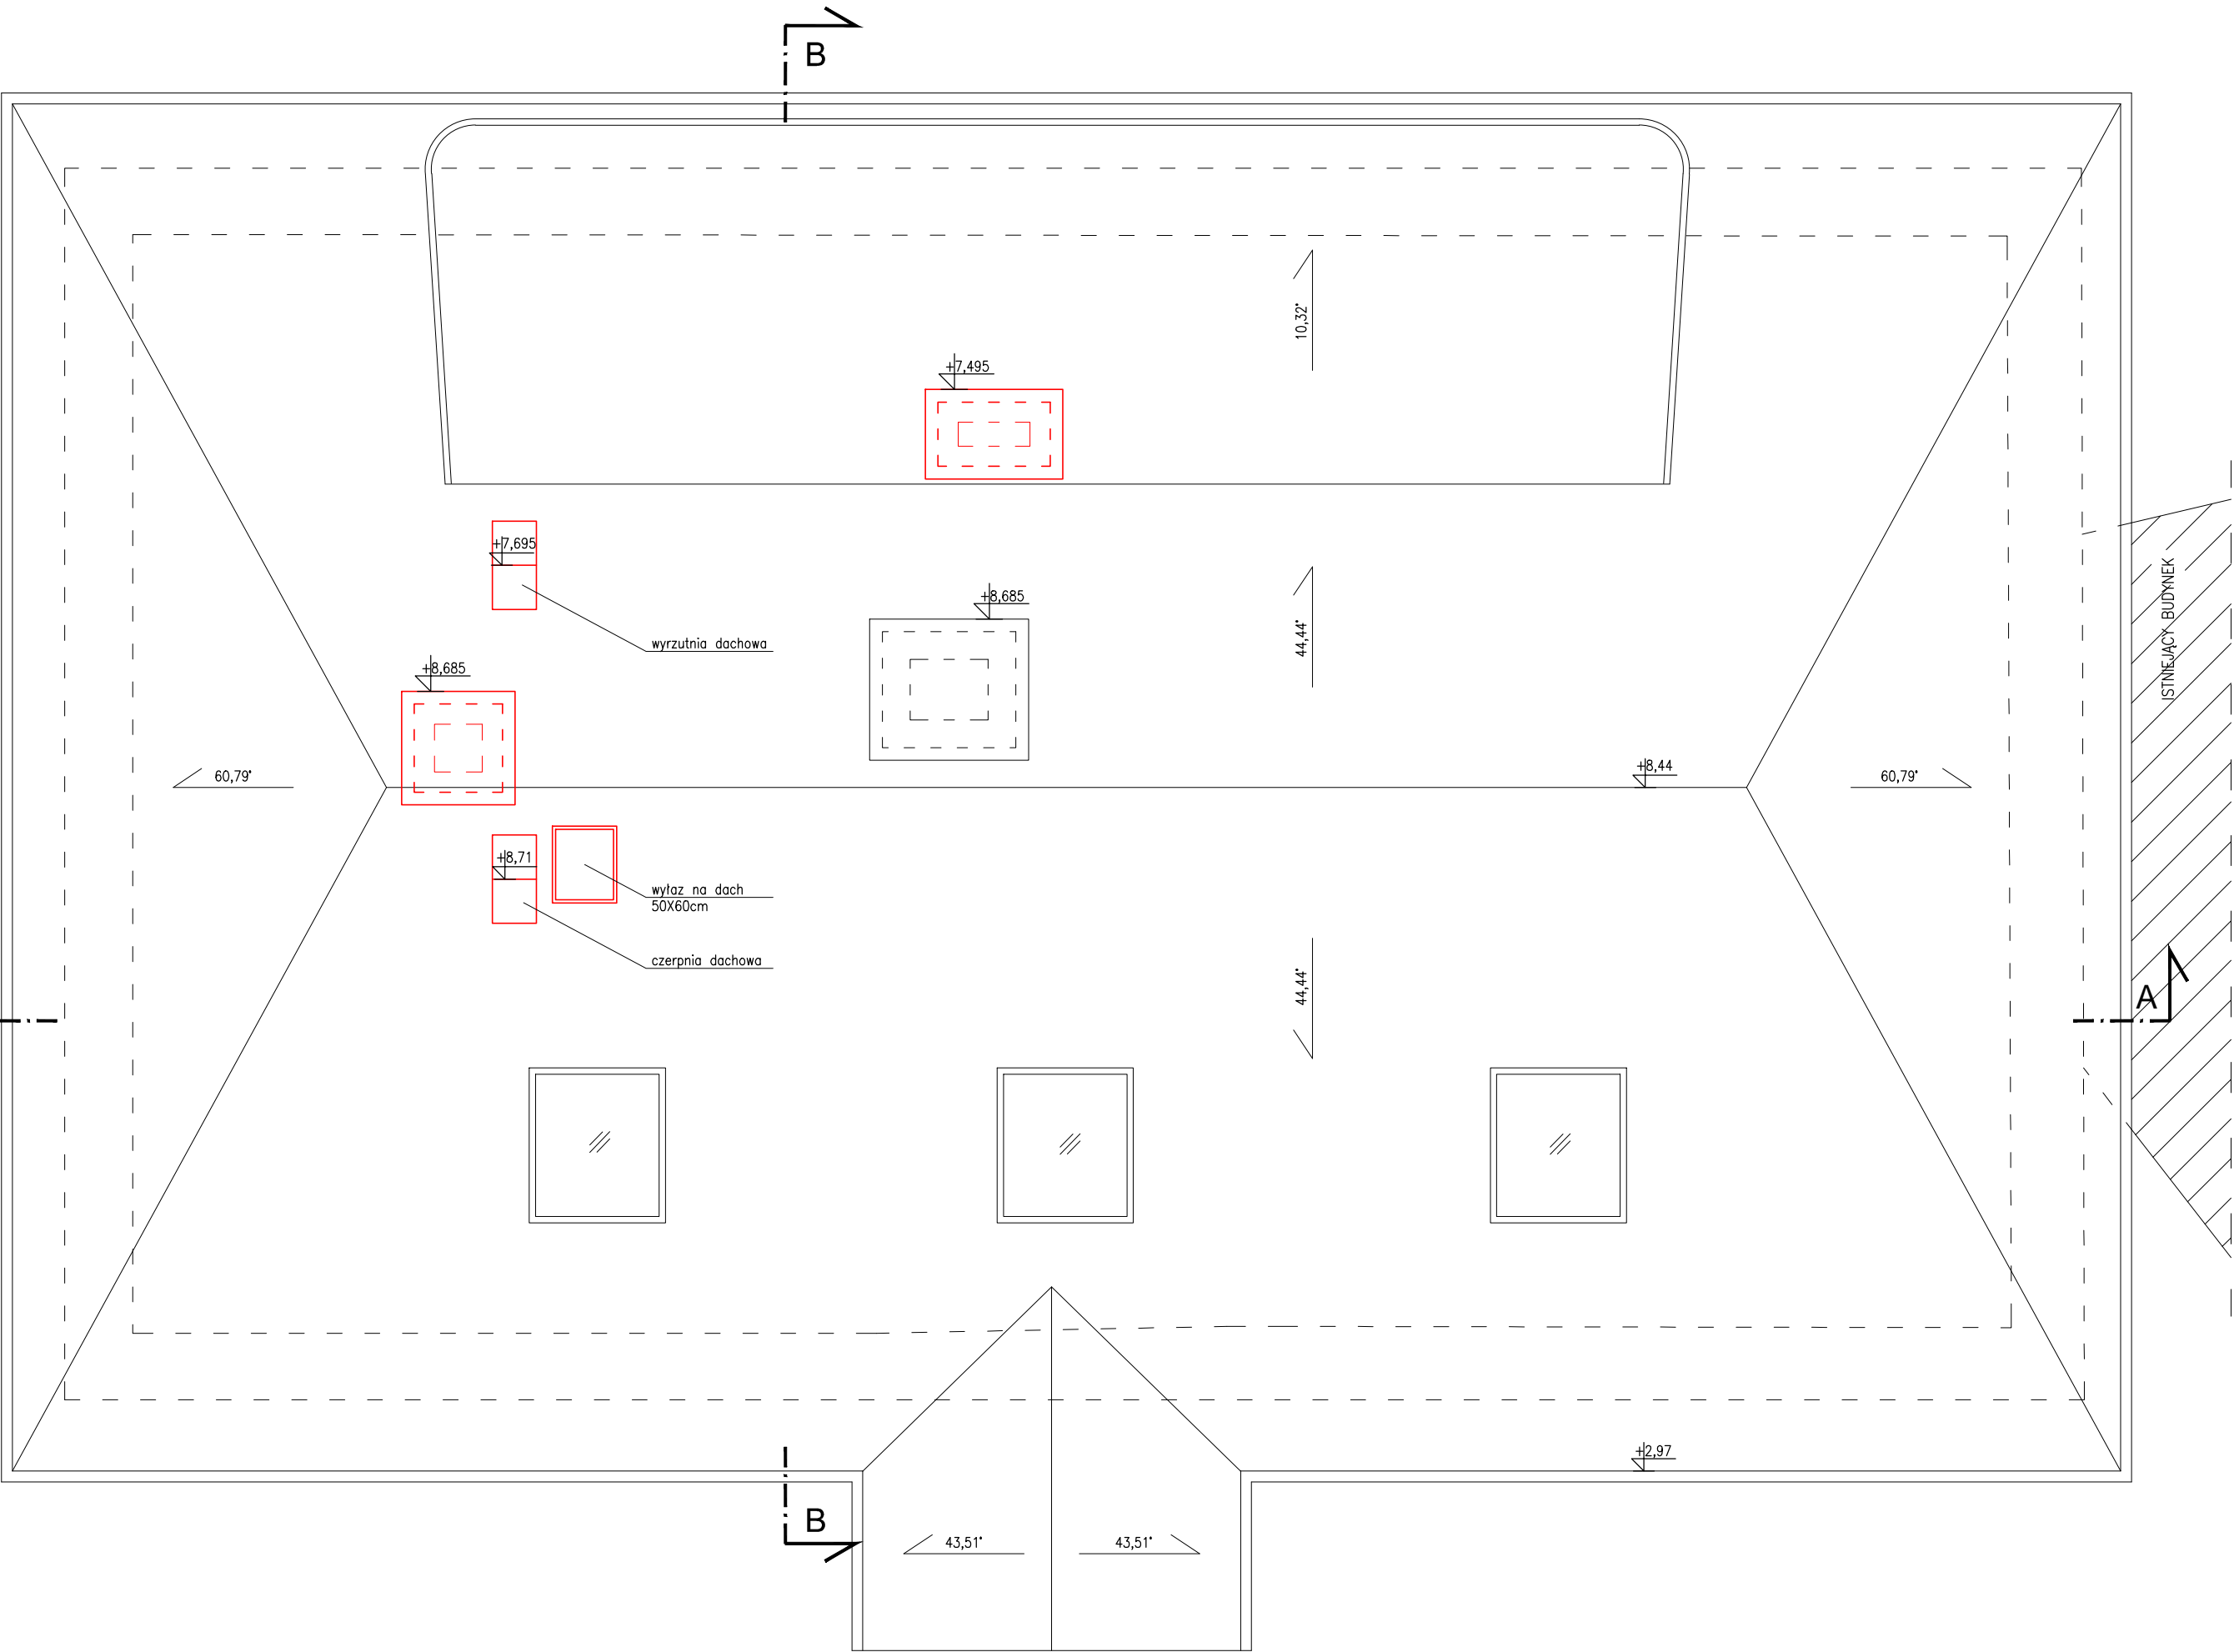 B
10,32°
+7,495
+7,695
ISTNIEJĄCY BUDYNEK
+8,685
44,44°
wyrzutnia dachowa
+8,685
60,79°
+8,44
60,79°
+8,71
wyłaz na dach
50X60cm
czerpnia dachowa
44,44°
A
+2,97
B
43,51°
43,51°